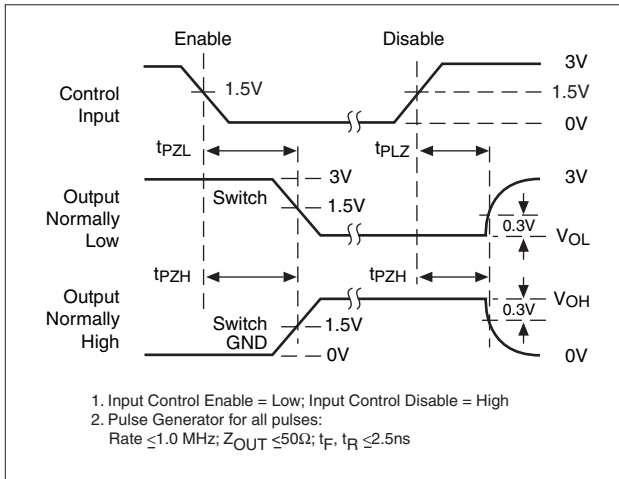 Enable Disable
3V
Control Input 1.5V 1.5V
0V
tPZL tPLZ
3V 3V
Output Normally Low Switch 1.5V 0.3V
VOL
tPZH tPZH
VOH
Output Normally High Switch GND 1.5V 0.3V
0V 0V
1. Input Control Enable = Low; Input Control Disable = High
2. Pulse Generator for all pulses:
Rate ≤1.0 MHz; ZOUT ≤50Ω; tF, tR ≤2.5ns